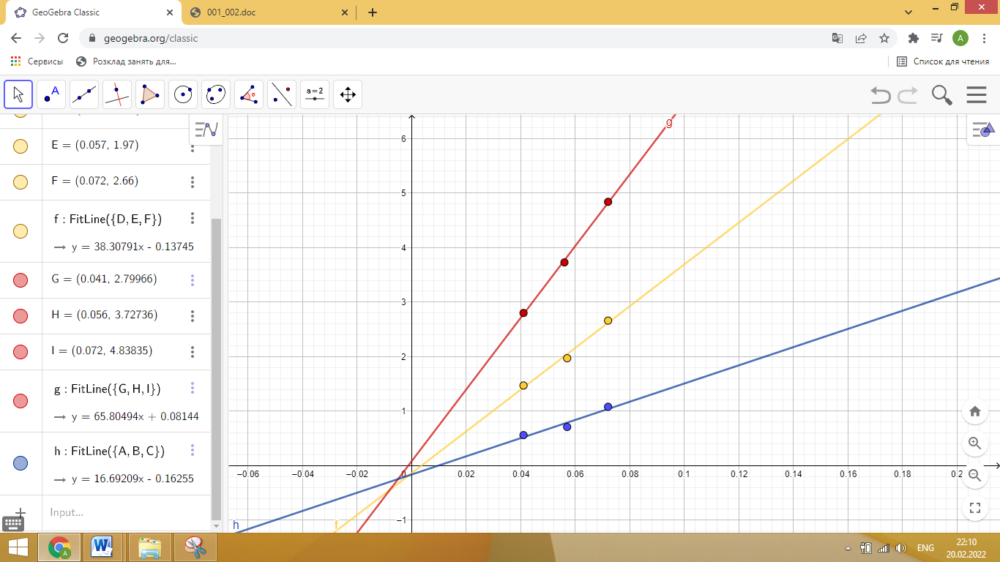 GeoGebra Classic
001_002.doc
geogebra.org/classic
A
Сервисы
Розклад занять для...
Список для чтения
A
a=2
E = (0.057, 1.97)
F = (0.072, 2.66)
f : FitLine({D, E, F})
→ y = 38.30791x - 0.13745
G = (0.041, 2.79966)
H = (0.056, 3.72736)
I = (0.072, 4.83835)
g : FitLine({G, H, I})
→ y = 65.80494x + 0.08144
h : FitLine({A, B, C})
→ y = 16.69209x - 0.16255
Input...
g
6
5
4
3
2
1
−0.06 −0.04 −0.02 0 0.02 0.04 0.06 0.08 0.1 0.12 0.14 0.16 0.18 0.2
−1
h
f
A
W
ENG
22:10
20.02.2022